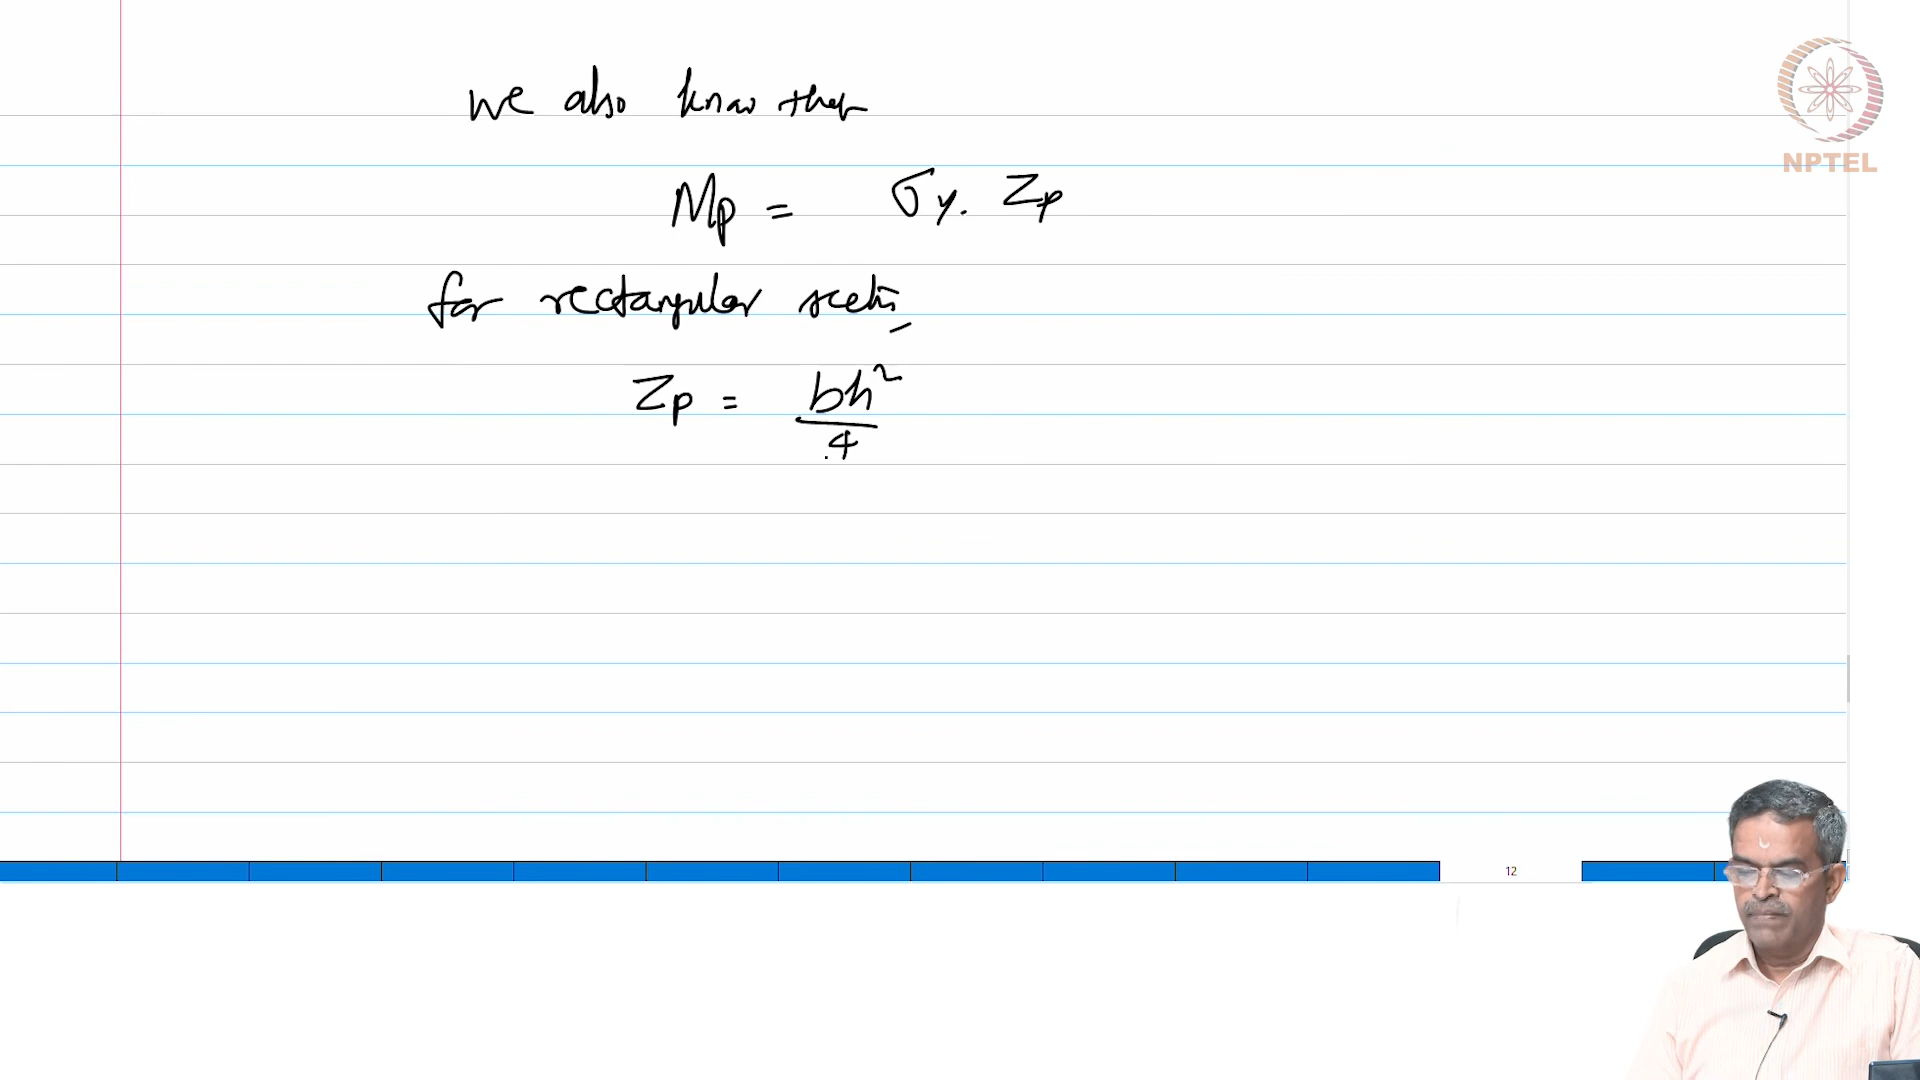 we also know that
Mp = σy. Zp
for rectangular section
Zp = bh²/4
NPTEL
12